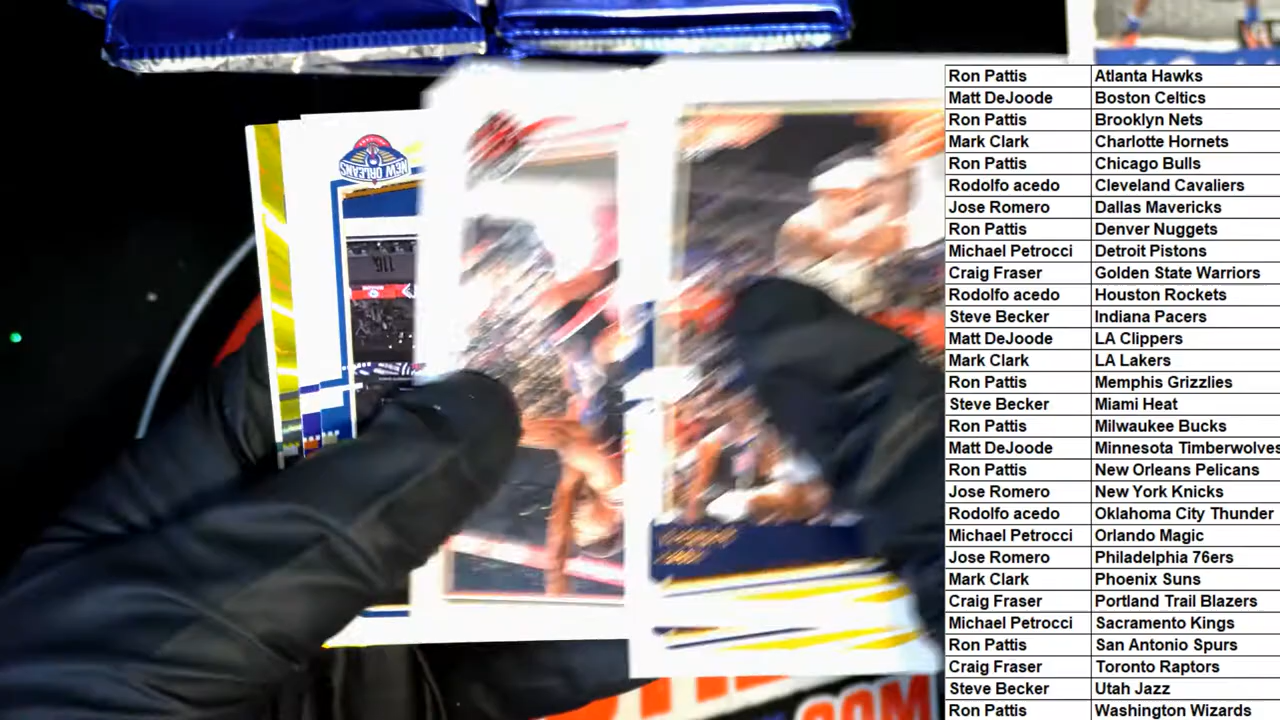 NEW ORLEANS
116
Ron Pattis Atlanta Hawks
Matt DeJoode Boston Celtics
Ron Pattis Brooklyn Nets
Mark Clark Charlotte Hornets
Ron Pattis Chicago Bulls
Rodolfo acedo Cleveland Cavaliers
Jose Romero Dallas Mavericks
Ron Pattis Denver Nuggets
Michael Petrocci Detroit Pistons
Craig Fraser Golden State Warriors
Rodolfo acedo Houston Rockets
Steve Becker Indiana Pacers
Matt DeJoode LA Clippers
Mark Clark LA Lakers
Ron Pattis Memphis Grizzlies
Steve Becker Miami Heat
Ron Pattis Milwaukee Bucks
Matt DeJoode Minnesota Timberwolves
Ron Pattis New Orleans Pelicans
Jose Romero New York Knicks
Rodolfo acedo Oklahoma City Thunder
Michael Petrocci Orlando Magic
Jose Romero Philadelphia 76ers
Mark Clark Phoenix Suns
Craig Fraser Portland Trail Blazers
Michael Petrocci Sacramento Kings
Ron Pattis San Antonio Spurs
Craig Fraser Toronto Raptors
Steve Becker Utah Jazz
Ron Pattis Washington Wizards
.COM